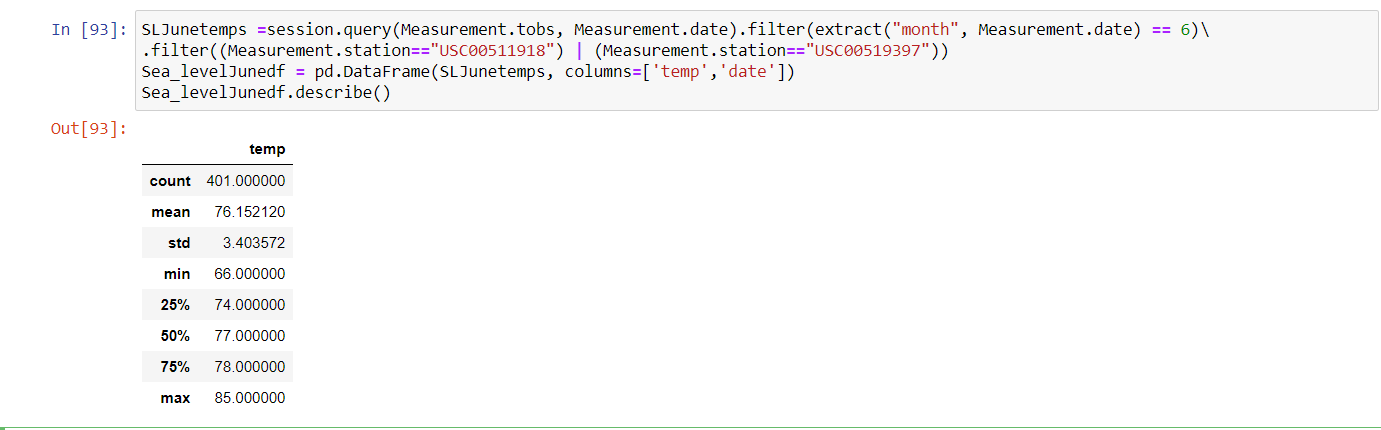 In [93]: SLJunetemps =session.query(Measurement.tobs, Measurement.date).filter(extract("month", Measurement.date) == 6)\
.filter((Measurement.station=="USC00511918") | (Measurement.station=="USC00519397"))
Sea_levelJunedf = pd.DataFrame(SLJunetemps, columns=['temp','date'])
Sea_levelJunedf.describe()
Out[93]:
temp
count 401.000000
mean 76.152120
std 3.403572
min 66.000000
25% 74.000000
50% 77.000000
75% 78.000000
max 85.000000